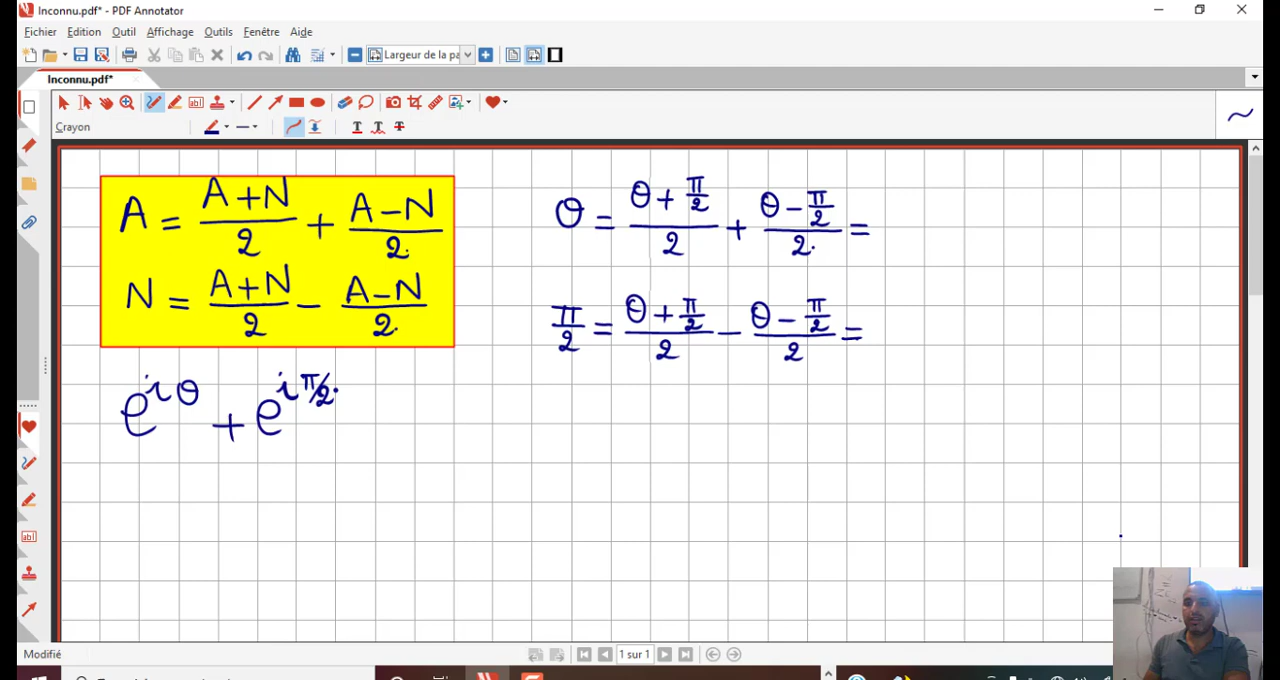 Inconnu.pdf* - PDF Annotator
Fichier Edition Outil Affichage Outils Fenêtre Aide
Largeur de la pa
Inconnu.pdf*
Crayon
A = (A+N)/2 + (A-N)/2
N = (A+N)/2 - (A-N)/2
e^{iθ} + e^{iπ/2}
θ = (θ + π/2)/2 + (θ - π/2)/2 =
π/2 = (θ + π/2)/2 - (θ - π/2)/2 =
Modifié
1 sur 1